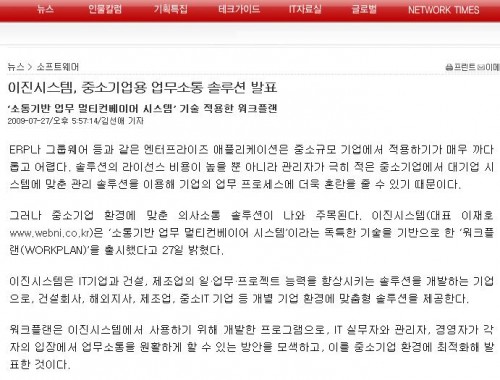 뉴스 인물칼럼 기획특집 테크가이드 IT자료실 글로벌 NETWORK TIMES
뉴스 > 소프트웨어
프린트 이메
이진시스템, 중소기업용 업무소통 솔루션 발표
'소통기반 업무 멀티컨베이어 시스템' 기술 적용한 워크플랜
2009-07-27/오후 5:57:14/김선애 기자
ERP나 그룹웨어 등과 같은 엔터프라이즈 애플리케이션은 중소규모 기업에서 적용하기가 매우 까다
롭고 어렵다. 솔루션의 라이선스 비용이 높을 뿐 아니라 관리자가 극히 적은 중소기업에서 대기업 시
스템에 맞춘 관리 솔루션을 이용해 기업의 업무 프로세스에 더욱 혼란을 줄 수 있기 때문이다.
그러나 중소기업 환경에 맞춘 의사소통 솔루션이 나와 주목된다. 이진시스템(대표 이재호
www.webni.co.kr)은 '소통기반 업무 멀티컨베이어 시스템'이라는 독특한 기술을 기반으로 한 '워크플
랜(WORKPLAN)'을 출시했다고 27일 밝혔다.
이진시스템은 IT기업과 건설, 제조업의 일·업무·프로젝트 능력을 향상시키는 솔루션을 개발하는 기업
으로, 건설회사, 해외지사, 제조업, 중소IT 기업 등 개별 기업 환경에 맞춤형 솔루션을 제공한다.
워크플랜은 이진시스템에서 사용하기 위해 개발한 프로그램으로, IT 실무자와 관리자, 경영자가 각
자의 입장에서 업무소통을 원활하게 할 수 있는 방안을 모색하고, 이를 중소기업 환경에 최적화해 발
표한 것이다.